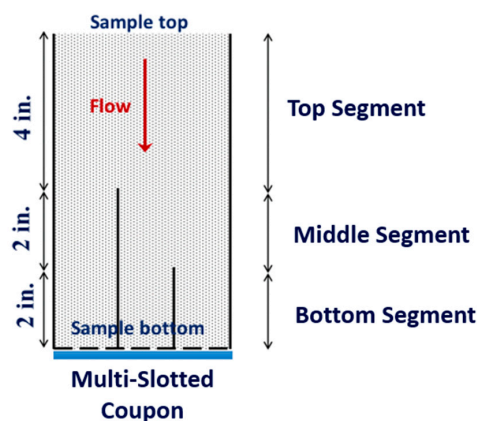 Sample top
4 in.
Flow
Top Segment
2 in.
Middle Segment
2 in.
Sample bottom
Bottom Segment
Multi-Slotted
Coupon